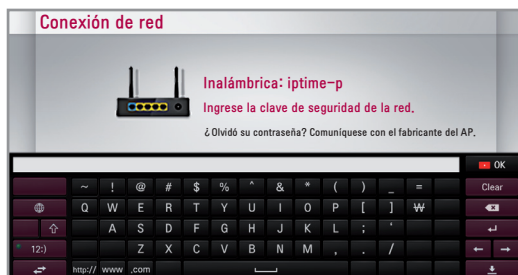 Conexión de red
Inalámbrica: iptime-p
Ingrese la clave de seguridad de la red.
¿Olvidó su contraseña? Comuníquese con el fabricante del AP.
OK
~ ! @ # $ % ^ & * ( ) _ = Clear
Q W E R T Y U I O P [ ] ₩
A S D F G H J K L ; '
12:) Z X C V B N M , . /
http:// www .com